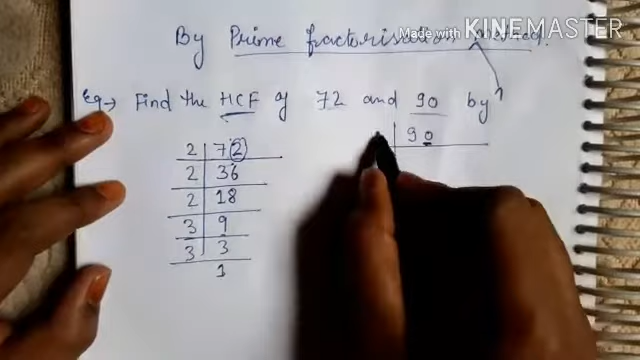 Made with KINEMASTER
By Prime factorisation method.
Eg→ Find the HCF of 72 and 90 by
2 | 72
2 | 36
2 | 18
3 | 9
3 | 3
1
90